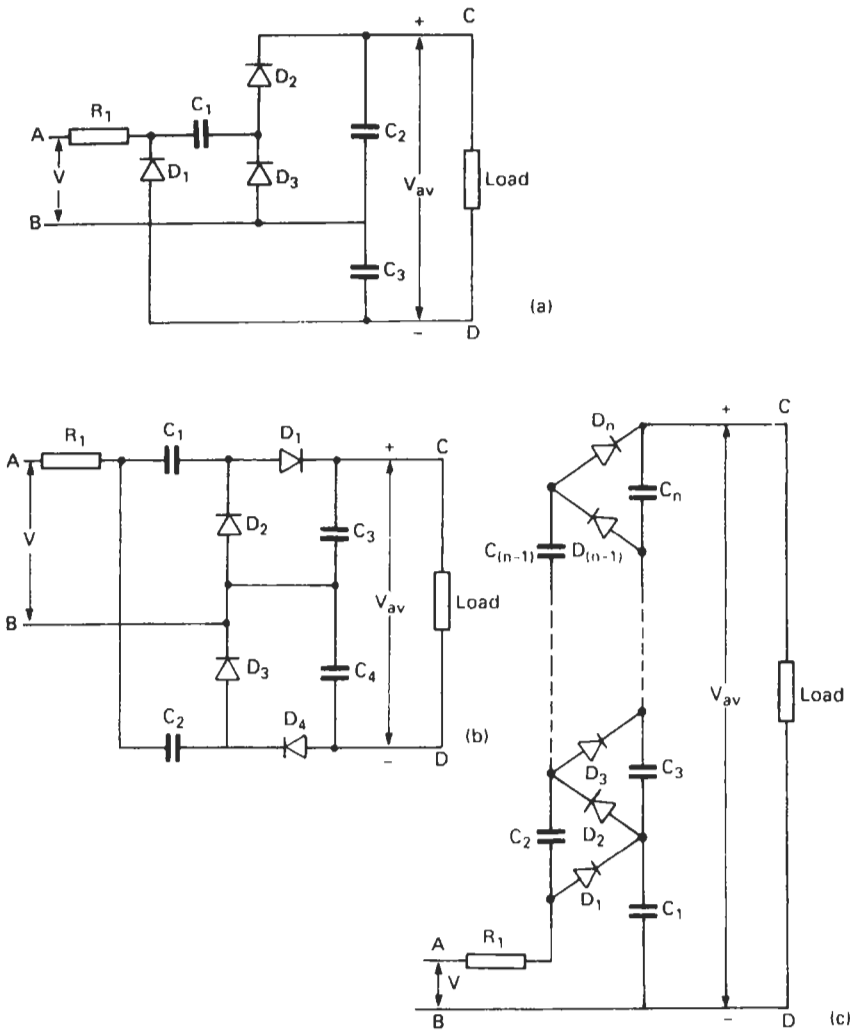 C
+
D₂
C₁
R₁
A
C₂
V
D₁
D₃
Vav
Load
B
C₃
(a)
−
D
C₁
D₁
+
C
R₁
A
D₂
C₃
V
Vav
Load
B
D₃
C₄
C₂
D₄
(b)
−
D
+
C
Dn
Cn
C(n-1)
D(n-1)
Vav
Load
D₃
C₃
C₂
D₂
D₁
C₁
A
R₁
V
B
−
D
(c)